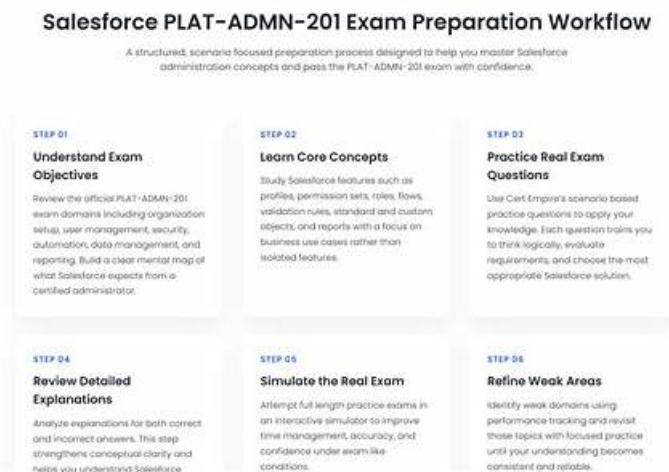 Salesforce PLAT-ADMN-201 Exam Preparation Workflow
A structured, scenario focused preparation process designed to help you master Salesforce
administration concepts and pass the PLAT-ADMN-201 exam with confidence.
STEP 01
Understand Exam
Objectives
Review the official PLAT-ADMN-201
exam domains including organization
setup, user management, security,
automation, data management, and
reporting. Build a clear mental map of
what Salesforce expects from a
certified administrator.
STEP 02
Learn Core Concepts
Study Salesforce features such as
profiles, permission sets, roles, flows,
validation rules, standard and custom
objects, and reports with a focus on
business use cases rather than
isolated features.
STEP 03
Practice Real Exam
Questions
Use Cert Empire's scenario based
practice questions to apply your
knowledge. Each question trains you
to think logically, evaluate
requirements, and choose the most
appropriate Salesforce solution.
STEP 04
Review Detailed
Explanations
Analyze explanations for both correct
and incorrect answers. This step
strengthens conceptual clarity and
helps you understand Salesforce
STEP 05
Simulate the Real Exam
Attempt full length practice exams in
an interactive simulator to improve
time management, accuracy, and
confidence under exam like
conditions.
STEP 06
Refine Weak Areas
Identify weak domains using
performance tracking and revisit
those topics with focused practice
until your understanding becomes
consistent and reliable.